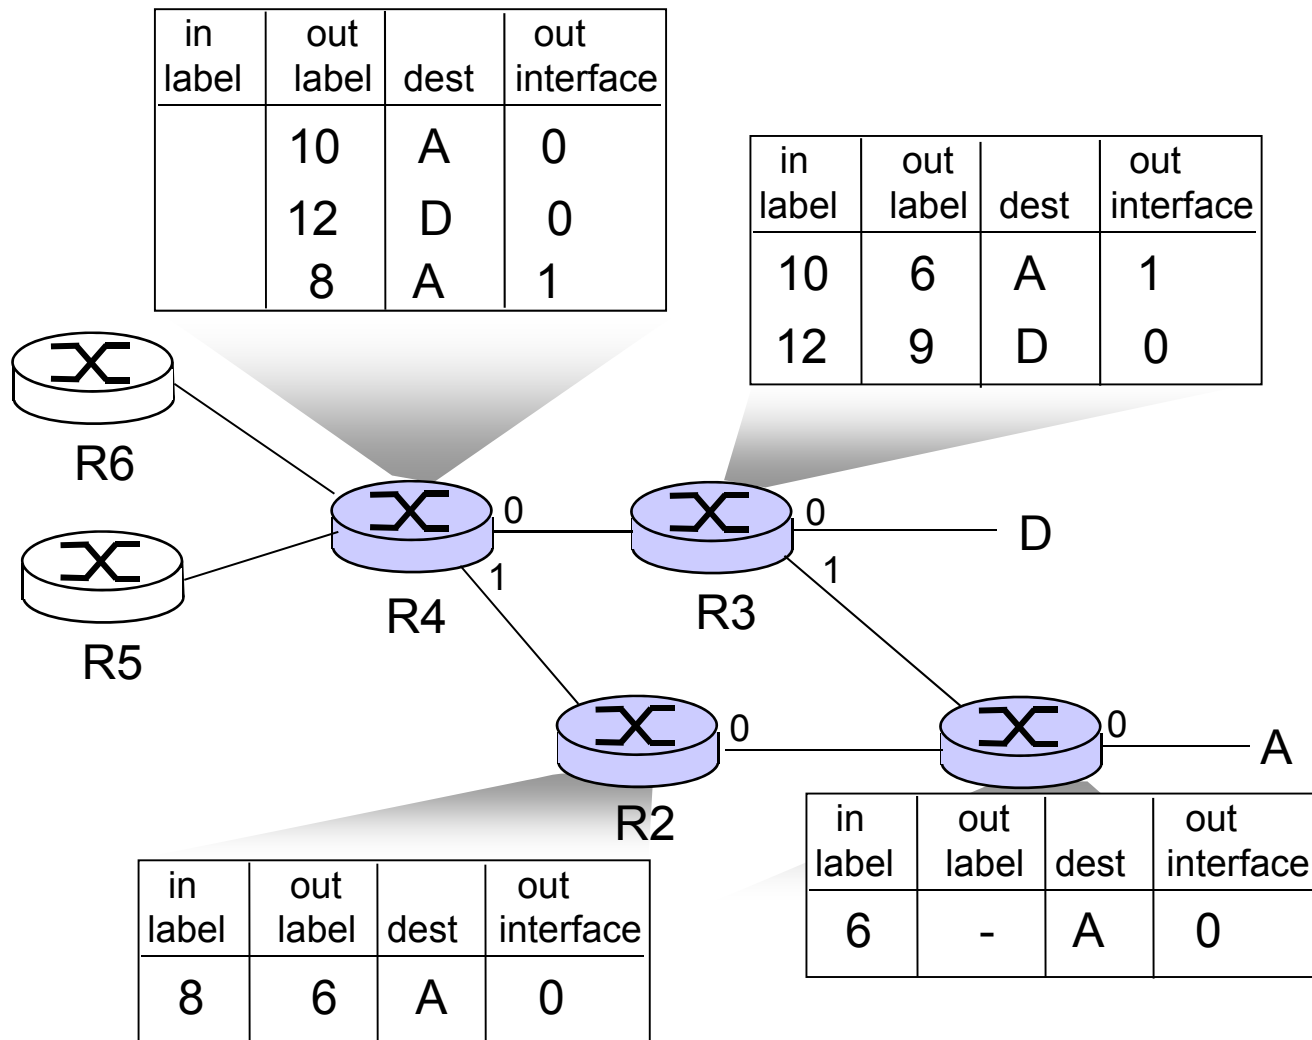 in out out
label label dest interface
10 A 0
12 D 0
8 A 1
in out out
label label dest interface
10 6 A 1
12 9 D 0
R6
R5
R4
0
1
R3
0
1
D
R2
0
0
A
in out out
label label dest interface
6 - A 0
in out out
label label dest interface
8 6 A 0